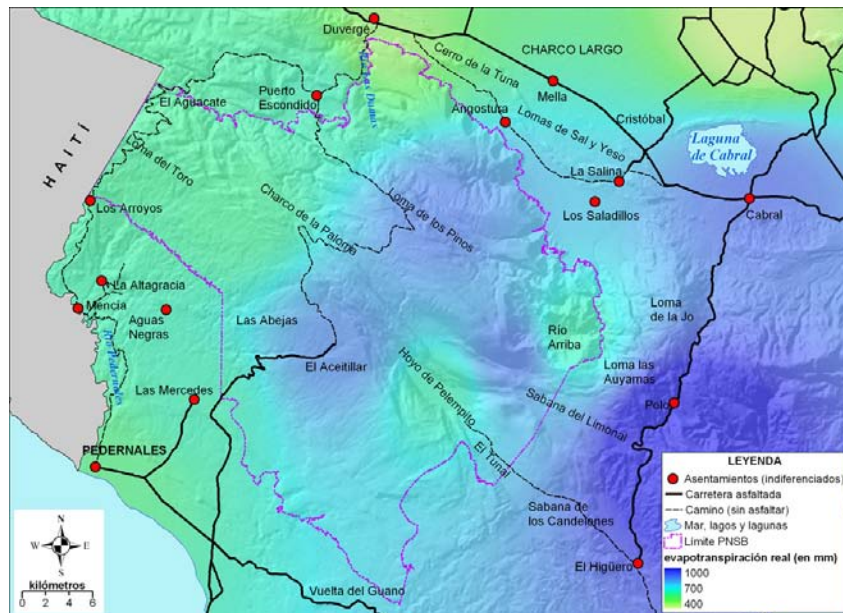 Duvergé
CHARCO LARGO
Cerro de la Tuna
Mella
Puerto
Escondido
El Aguacate
Río Las Damas
Angostura
Lomas de Sal y Yeso
Cristóbal
Laguna
de Cabral
HAITÍ
Loma del Toro
La Salina
Los Arroyos
Charco de la Paloma
Loma de los Pinos
Los Saladillos
Cabral
La Altagracia
Mencía
Aguas
Negras
Las Abejas
Río
Arriba
Loma
de la Jo
Río Pedernales
El Aceitillar
Hoyo de Pelempito
Loma las
Auyamas
Las Mercedes
Sabana del Limonal
Polo
PEDERNALES
El Tunal
Sabana de
los Candelones
El Higüero
Vuelta del Guano
N
W
E
S
kilómetros
0 2 4 6
LEYENDA
Asentamientos (indiferenciados)
Carretera asfaltada
Camino (sin asfaltar)
Mar, lagos y lagunas
Límite PNSB
evapotranspiración real (en mm)
1000
700
400